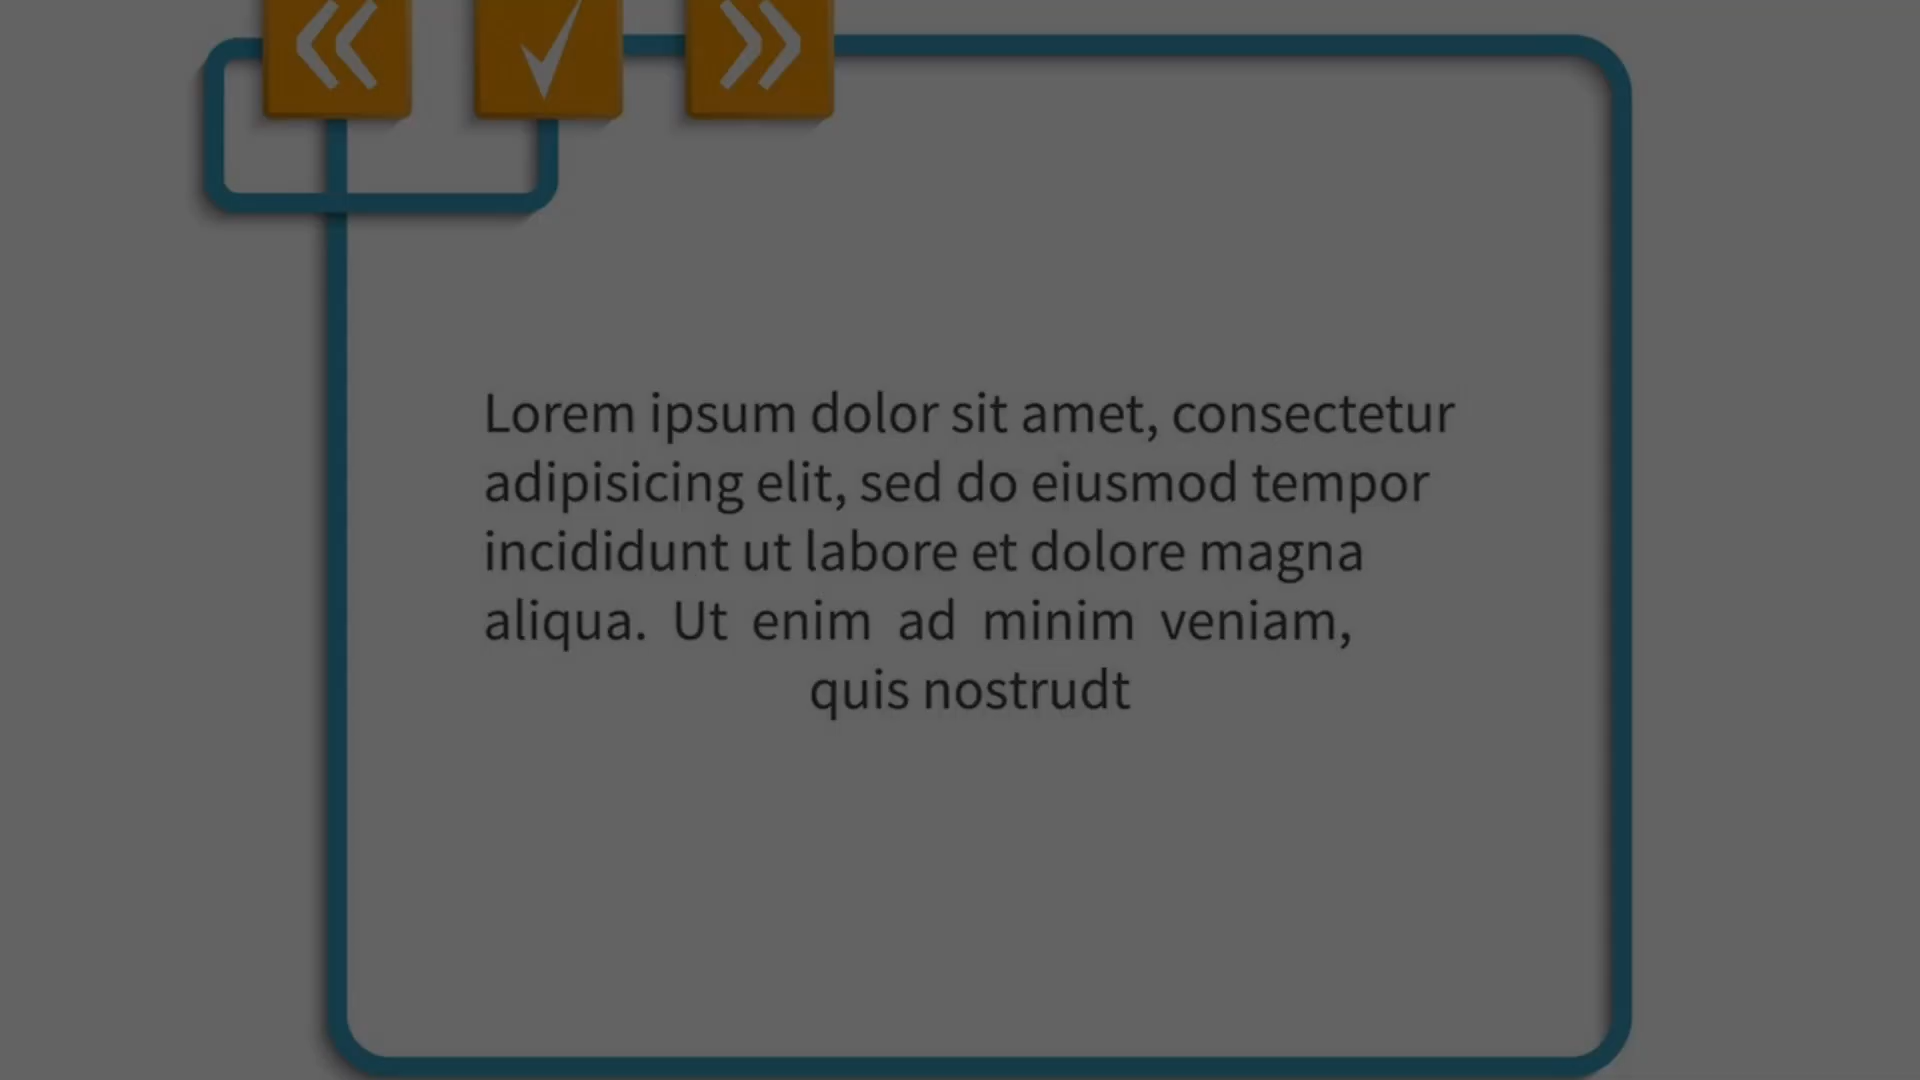 Lorem ipsum dolor sit amet, consectetur
adipisicing elit, sed do eiusmod tempor
incididunt ut labore et dolore magna
aliqua. Ut enim ad minim veniam,
quis nostrudt